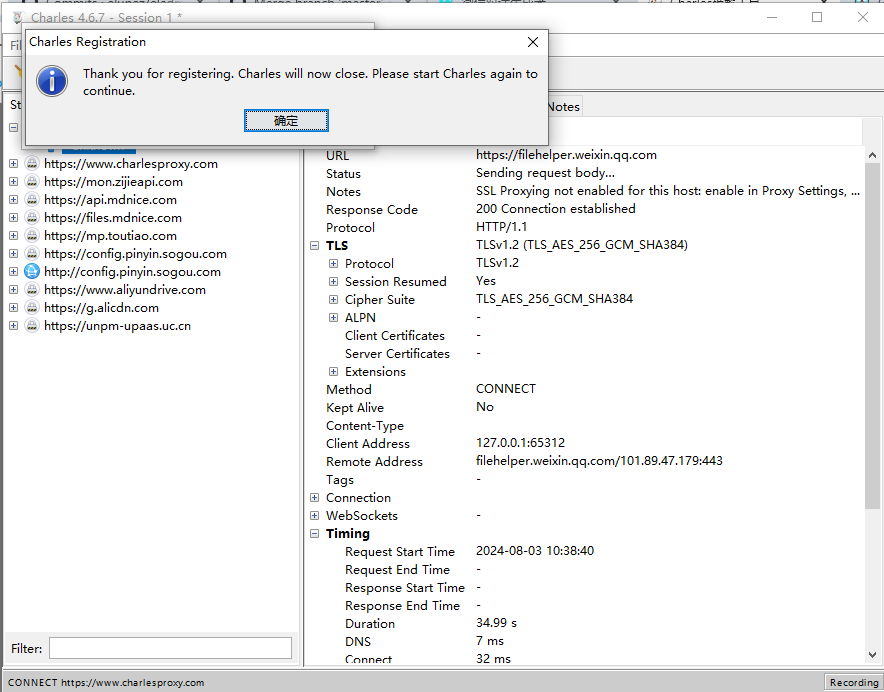 Charles 4.6.7 - Session 1 *
Charles Registration
Thank you for registering. Charles will now close. Please start Charles again to
continue.
确定
Notes
https://www.charlesproxy.com
https://mon.zijieapi.com
https://api.mdnice.com
https://files.mdnice.com
https://mp.toutiao.com
https://config.pinyin.sogou.com
http://config.pinyin.sogou.com
https://www.aliyundrive.com
https://g.alicdn.com
https://unpm-upaas.uc.cn
Filter:
URL https://filehelper.weixin.qq.com
Status Sending request body...
Notes SSL Proxying not enabled for this host: enable in Proxy Settings, ...
Response Code 200 Connection established
Protocol HTTP/1.1
TLS TLSv1.2 (TLS_AES_256_GCM_SHA384)
Protocol TLSv1.2
Session Resumed Yes
Cipher Suite TLS_AES_256_GCM_SHA384
ALPN -
Client Certificates -
Server Certificates -
Extensions
Method CONNECT
Kept Alive No
Content-Type
Client Address 127.0.0.1:65312
Remote Address filehelper.weixin.qq.com/101.89.47.179:443
Tags -
Connection
WebSockets -
Timing
Request Start Time 2024-08-03 10:38:40
Request End Time -
Response Start Time -
Response End Time -
Duration 34.99 s
DNS 7 ms
Connect 32 ms
CONNECT https://www.charlesproxy.com
Recording